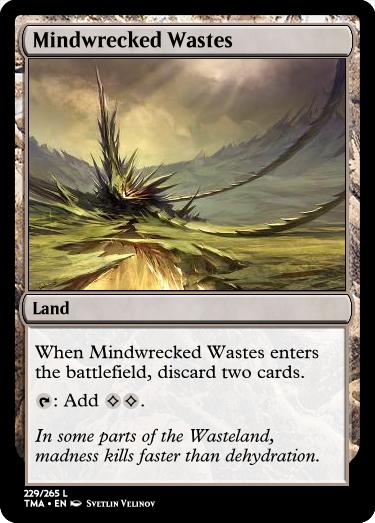 Mindwrecked Wastes
Land
When Mindwrecked Wastes enters
the battlefield, discard two cards.
: Add .
In some parts of the Wasteland,
madness kills faster than dehydration.
229/265 L
TMA • EN Svetlin Velinov